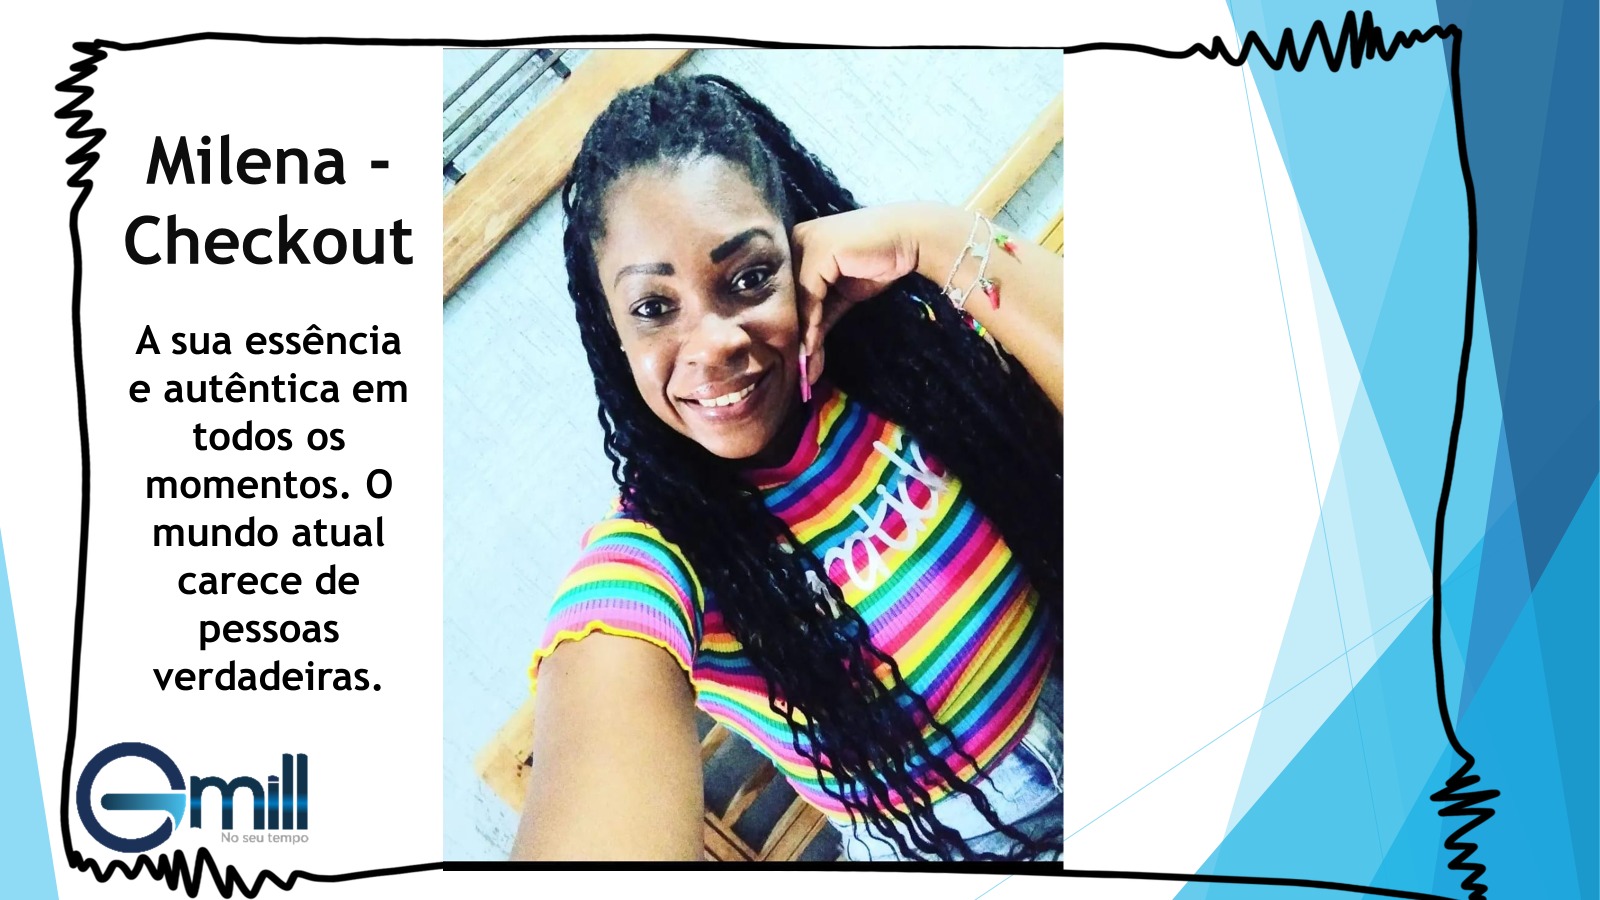 Milena -
Checkout
A sua essência
e autêntica em
todos os
momentos. O
mundo atual
carece de
pessoas
verdadeiras.
Gmill
No seu tempo